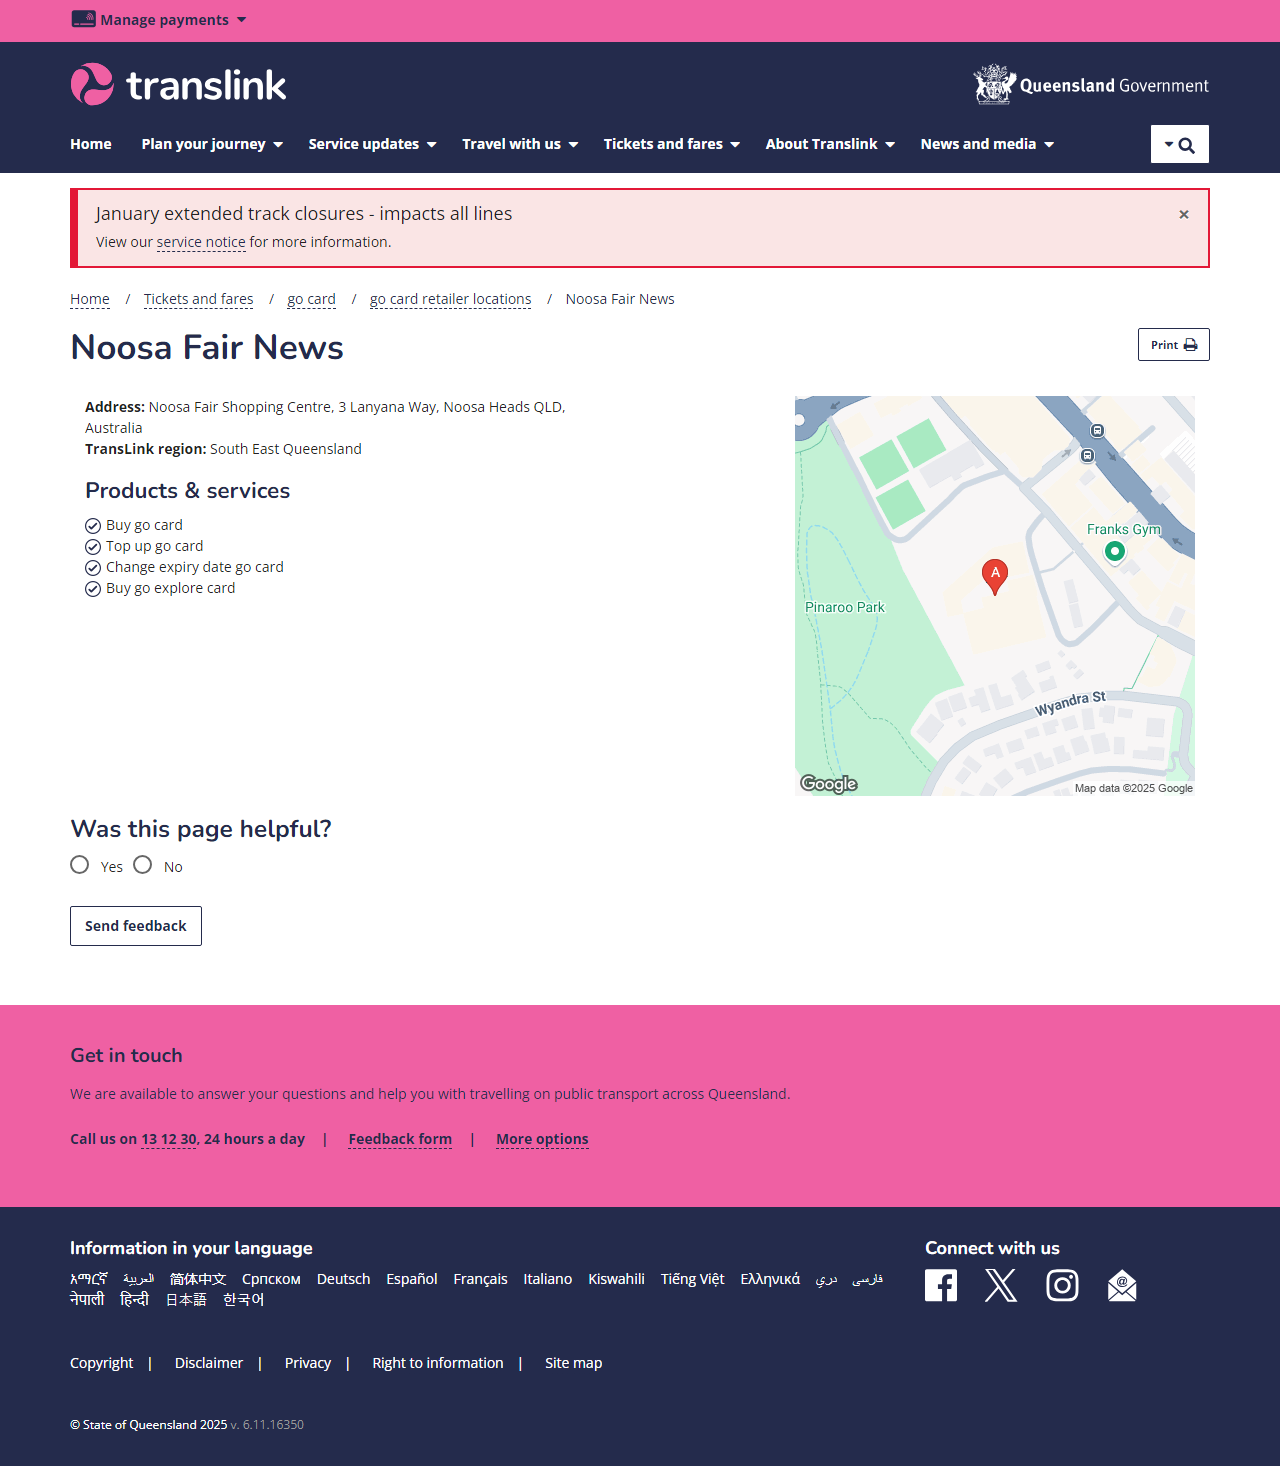 Manage payments
translink
Queensland Government
Home Plan your journey Service updates Travel with us Tickets and fares About Translink News and media
January extended track closures - impacts all lines
×
View our service notice for more information.
Home / Tickets and fares / go card / go card retailer locations / Noosa Fair News
Noosa Fair News
Print
Address: Noosa Fair Shopping Centre, 3 Lanyana Way, Noosa Heads QLD,
Australia
TransLink region: South East Queensland
Products & services
Buy go card
Top up go card
Change expiry date go card
Buy go explore card
Franks Gym
A
Pinaroo Park
Wyandra St
Google
Map data ©2025 Google
Was this page helpful?
Yes No
Send feedback
Get in touch
We are available to answer your questions and help you with travelling on public transport across Queensland.
Call us on 13 12 30, 24 hours a day | Feedback form | More options
Information in your language
አማርኛ العربية 简体中文 Српском Deutsch Español Français Italiano Kiswahili Tiếng Việt Ελληνικά دري فارسی
नेपाली हिन्दी 日本語 한국어
Connect with us
Copyright | Disclaimer | Privacy | Right to information | Site map
© State of Queensland 2025 v. 6.11.16350